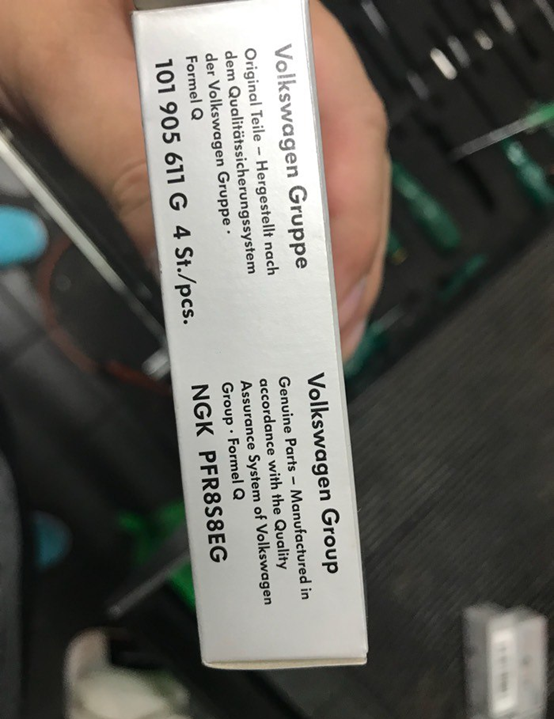 Volkswagen Gruppe
Original Teile – Hergestellt nach
dem Qualitätssicherungssystem
der Volkswagen Gruppe ·
Formel Q
101 905 611 G 4 St./pcs.
Volkswagen Group
Genuine Parts – Manufactured in
accordance with the Quality
Assurance System of Volkswagen
Group · Formel Q
NGK PFR8S8EG